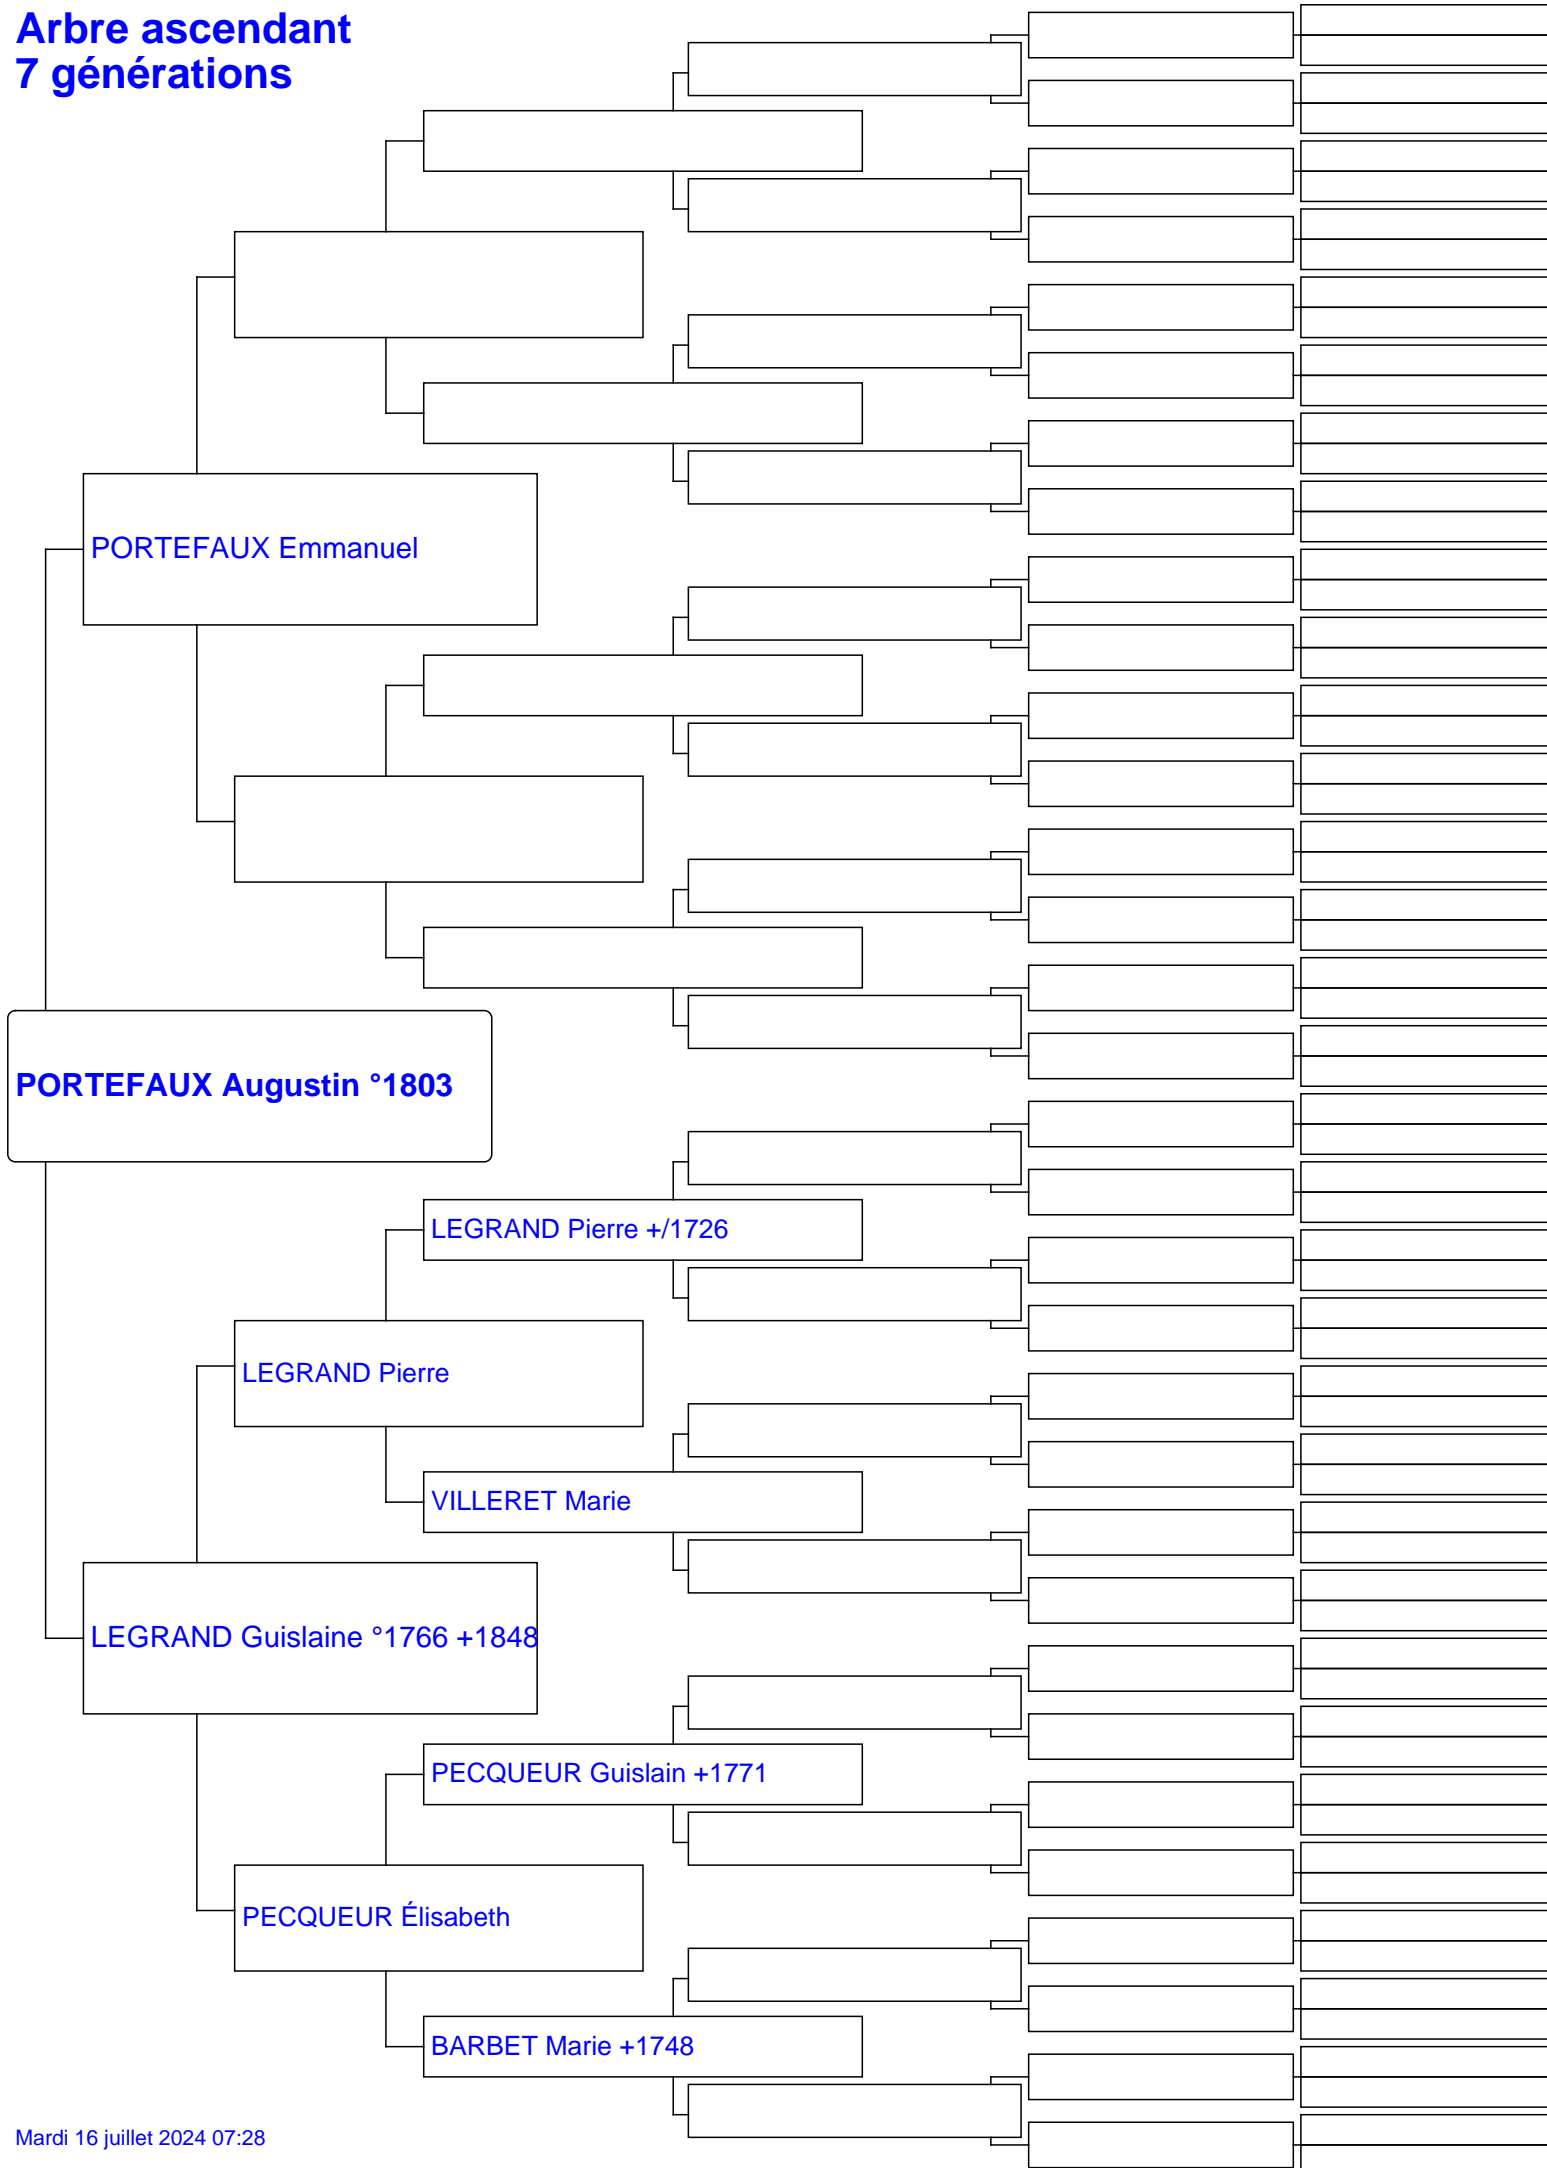 Arbre ascendant
7 générations
PORTEFAUX Emmanuel
PORTEFAUX Augustin °1803
LEGRAND Pierre +/1726
LEGRAND Pierre
VILLERET Marie
LEGRAND Guislaine °1766 +1848
PECQUEUR Guislain +1771
PECQUEUR Élisabeth
BARBET Marie +1748
Mardi 16 juillet 2024 07:28